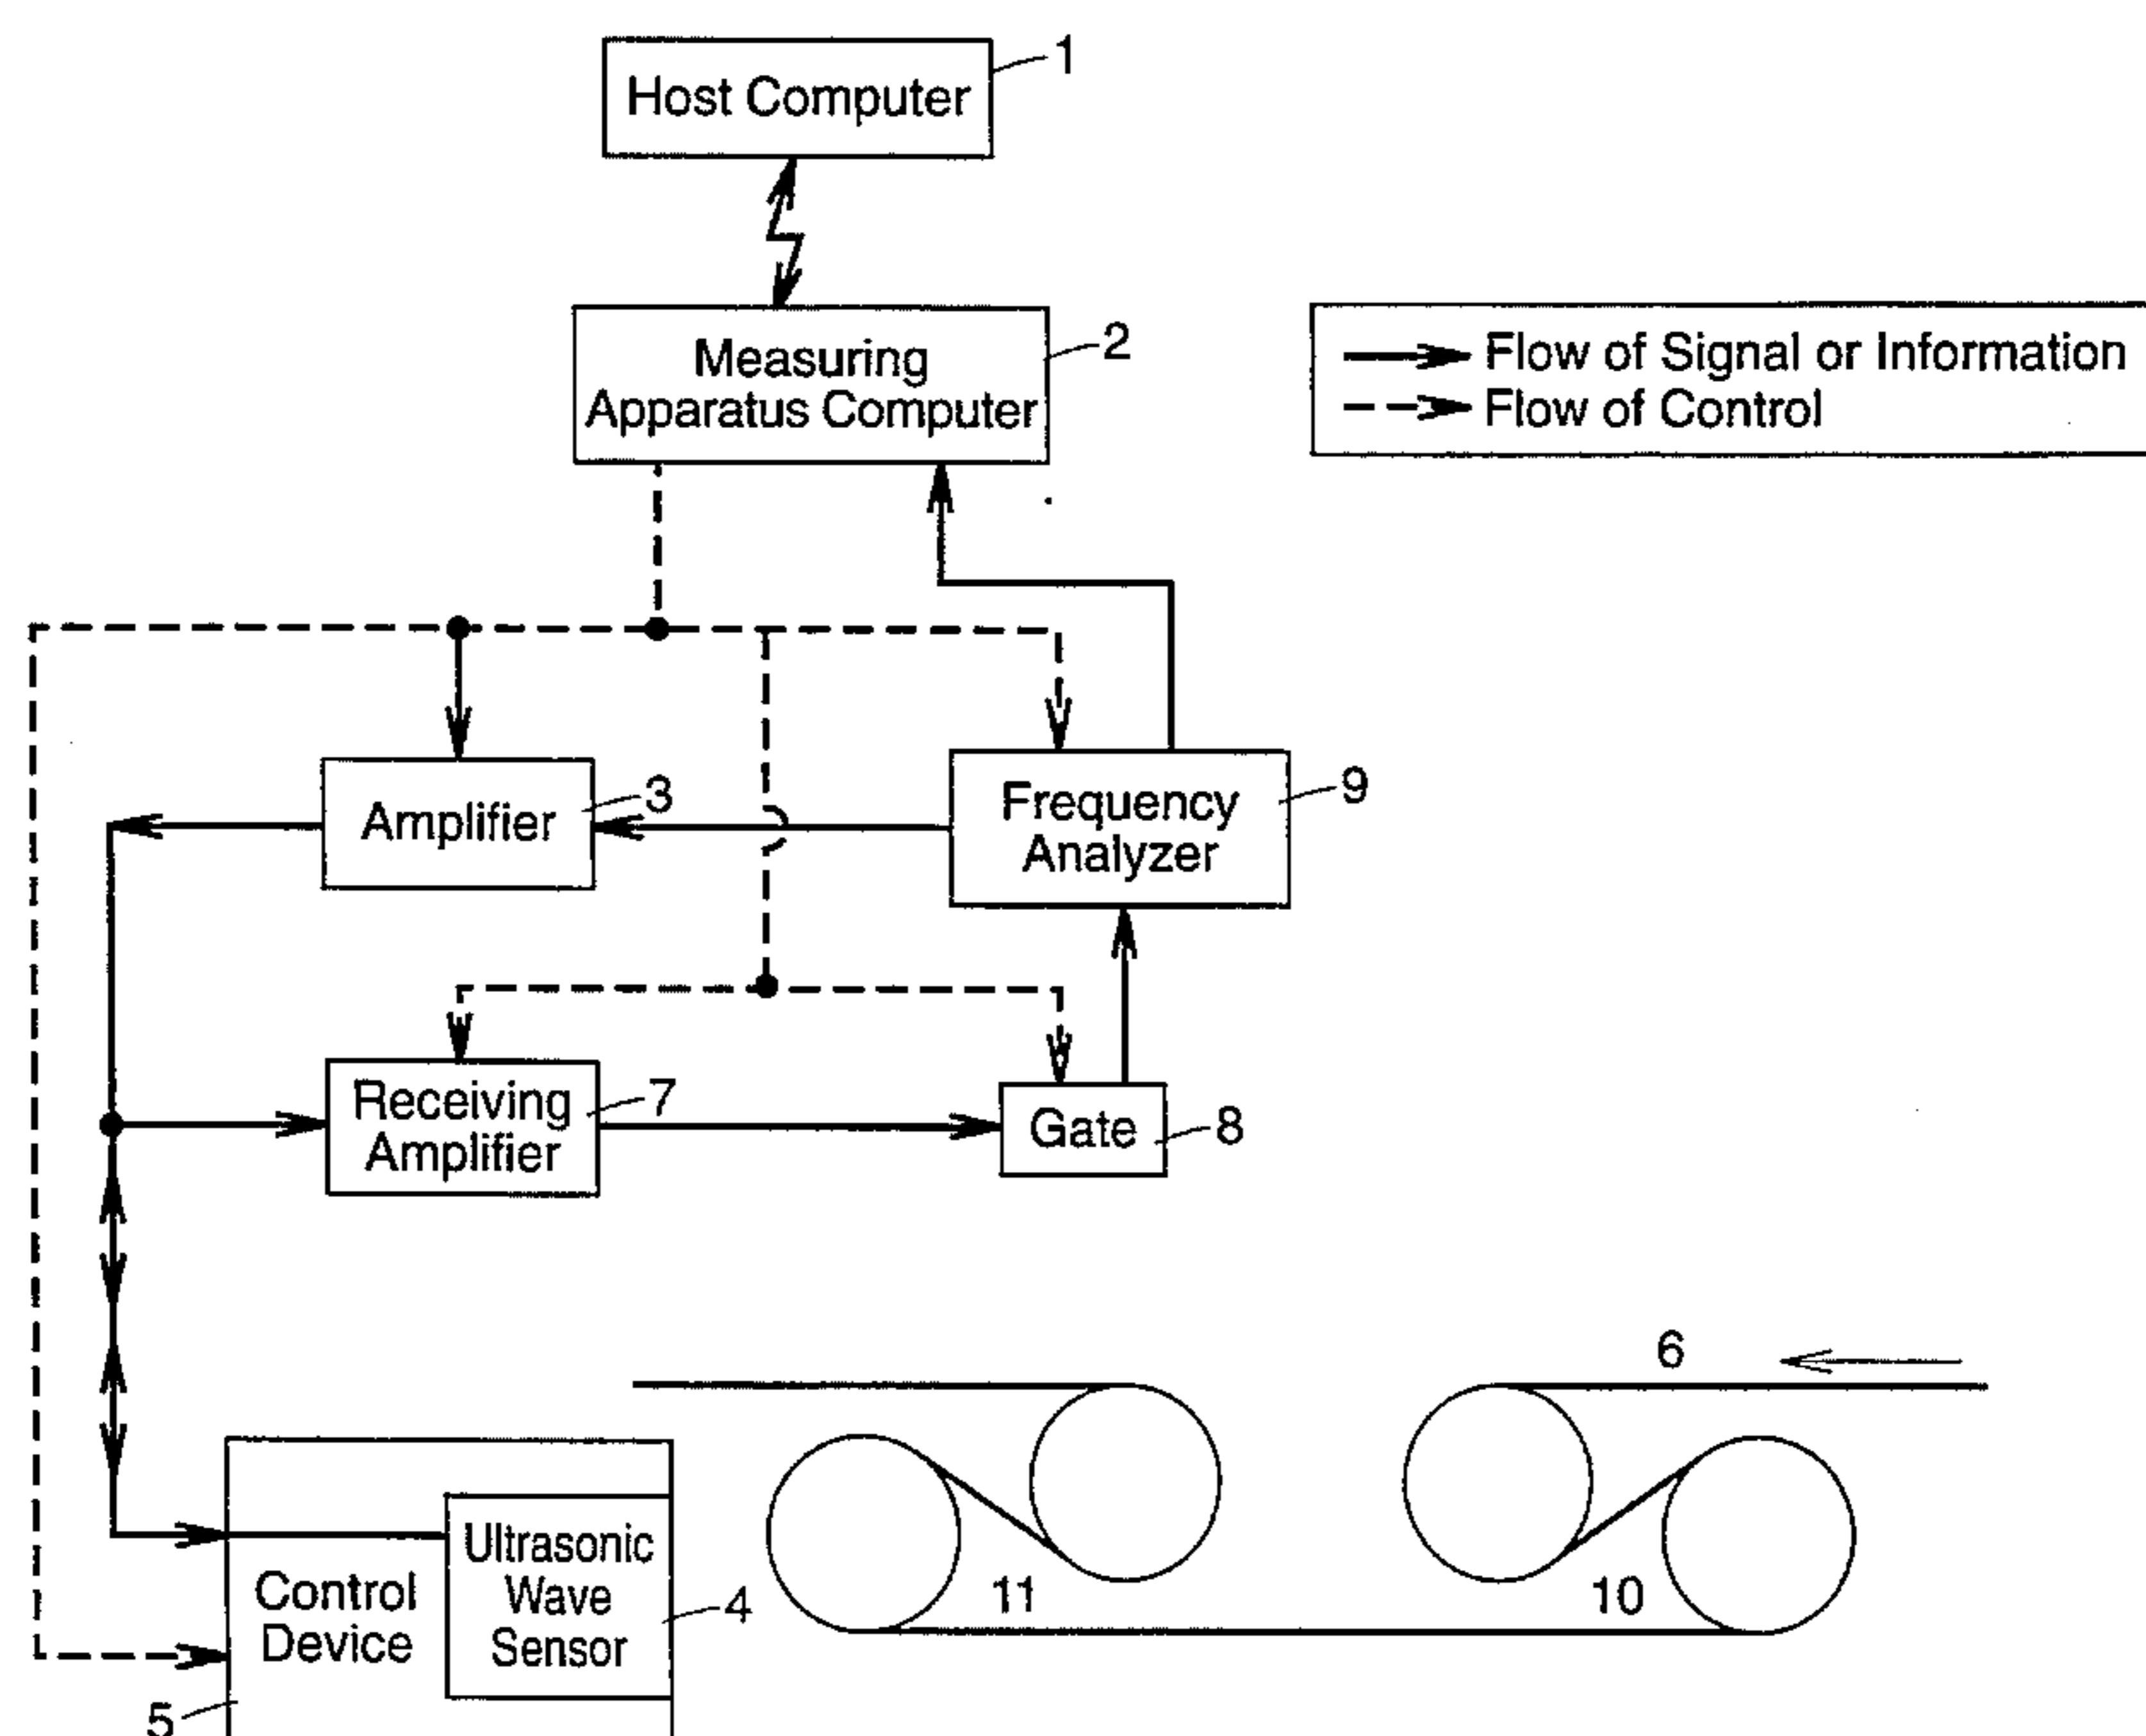 1
Host Computer
2
Measuring
Apparatus Computer
Flow of Signal or Information
Flow of Control
3
Amplifier
9
Frequency
Analyzer
7
Receiving
Amplifier
8
Gate
6
Ultrasonic
Wave
Sensor
4
Control
Device
5
11
10